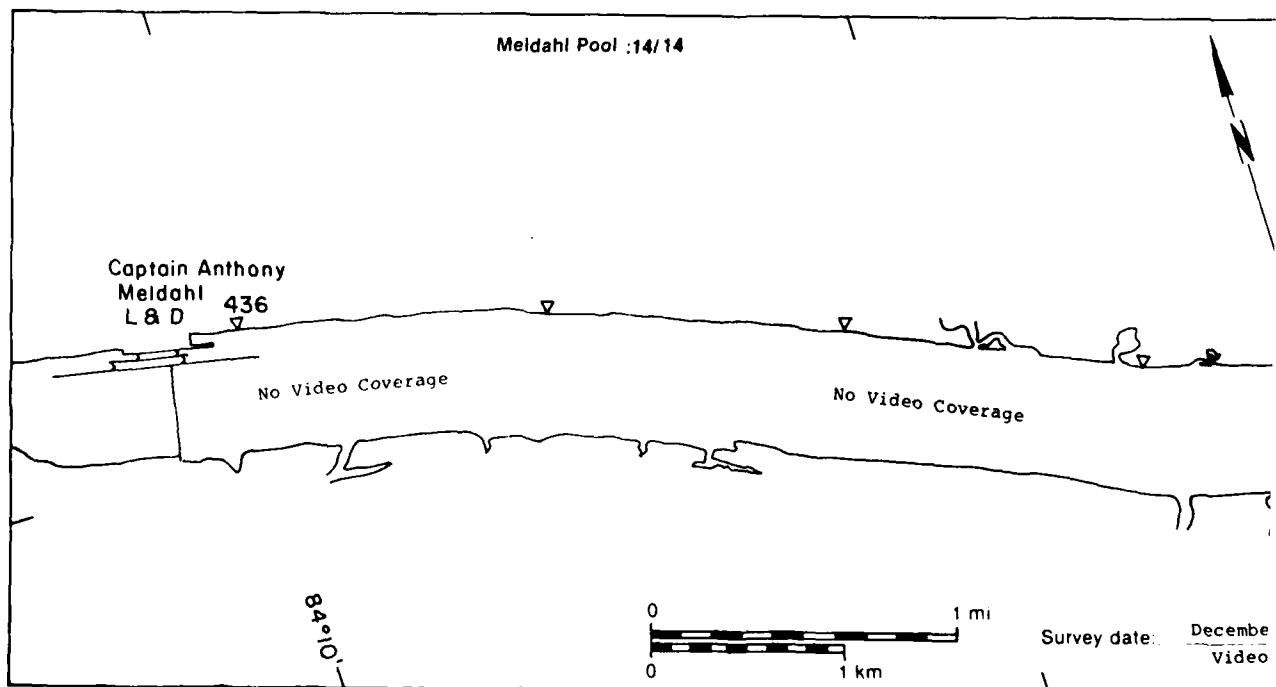 Meldahl Pool :14/14
N
Captain Anthony
Meldahl
L & D
436
No Video Coverage
No Video Coverage
84°10'
0 1 mi
0 1 km
Survey date: Decembe
Video